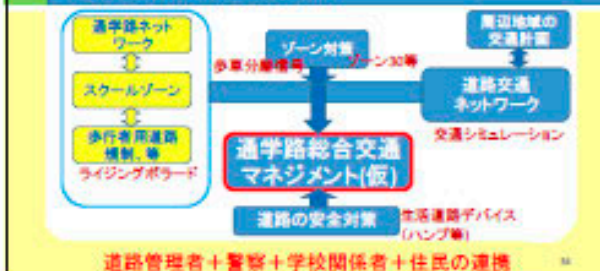 通学路ネット
ワーク
スクールゾーン
歩行者用道路
規制、等
ライジングボラード
ゾーン対策
歩車分離信号
ゾーン30等
周辺地域の
交通計画
道路交通
ネットワーク
交通シミュレーション
通学路総合交通
マネジメント(仮)
道路の安全対策
生活道路デバイス
(ハンプ等)
道路管理者+警察+学校関係者+住民の連携